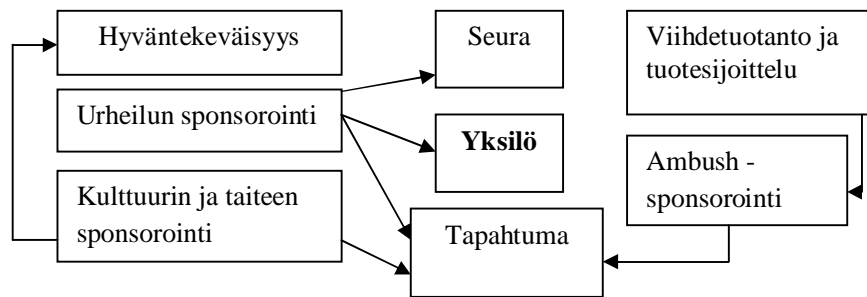 Hyväntekeväisyys
Urheilun sponsorointi
Kulttuurin ja taiteen
sponsorointi
Seura
Yksilö
Tapahtuma
Viihdetuotanto ja
tuotesijoittelu
Ambush -
sponsorointi